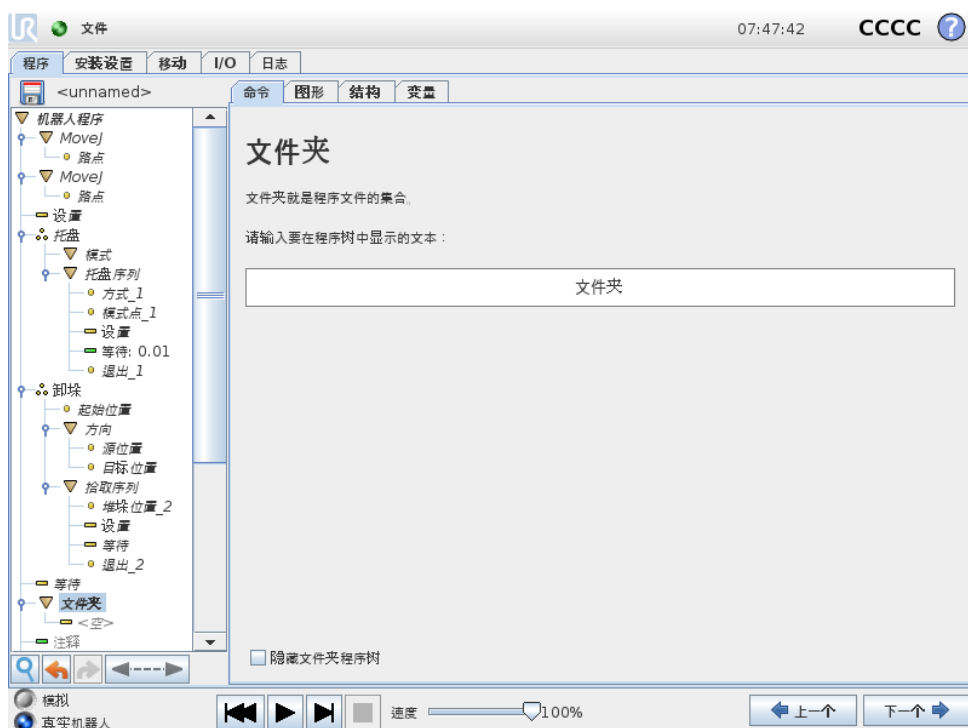 UR 文件 07:47:42 CCCC ?
程序 安装设置 移动 I/O 日志
<unnamed>
命令 图形 结构 变量
机器人程序
MoveJ
路点
MoveJ
路点
设置
托盘
模式
托盘序列
方式_1
模式点_1
设置
等待: 0.01
退出_1
卸垛
起始位置
方向
源位置
目标位置
拾取序列
堆垛位置_2
设置
等待
退出_2
等待
文件夹
<空>
注释
文件夹
文件夹就是程序文件的集合。
请输入要在程序树中显示的文本：
文件夹
隐藏文件夹程序树
模拟
真实机器人
速度 100%
上一个 下一个